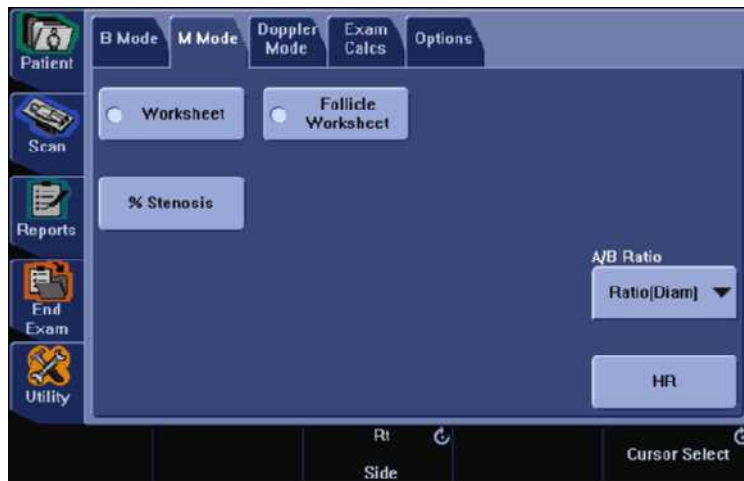 Patient
Scan
Reports
End
Exam
Utility
B Mode
M Mode
Doppler
Mode
Exam
Calcs
Options
Worksheet
Follicle
Worksheet
% Stenosis
A/B Ratio
Ratio(Diam)
HR
Rt
Side
Cursor Select